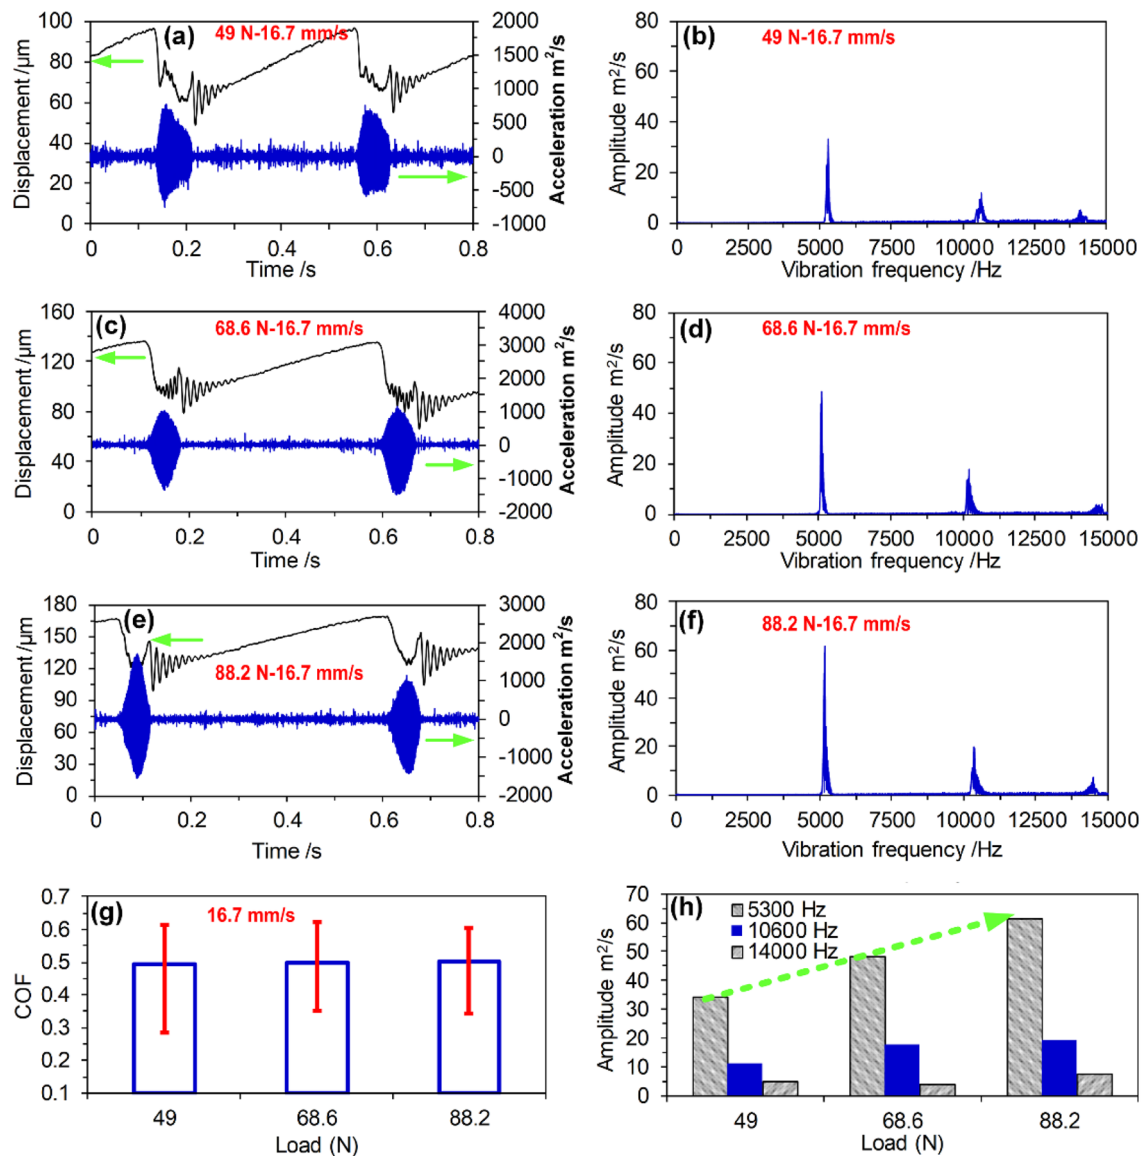 (a) 49 N-16.7 mm/s
Displacement /μm
100
80
60
40
20
0
2000
1500
1000
500
0
-500
-1000
Acceleration m²/s
0 0.2 0.4 0.6 0.8
Time /s
(b) 49 N-16.7 mm/s
Amplitude m²/s
80
60
40
20
0
0 2500 5000 7500 10000 12500 15000
Vibration frequency /Hz
(c) 68.6 N-16.7 mm/s
Displacement /μm
160
120
80
40
0
4000
3000
2000
1000
0
-1000
-2000
Acceleration m²/s
0 0.2 0.4 0.6 0.8
Time /s
(d) 68.6 N-16.7 mm/s
Amplitude m²/s
80
60
40
20
0
0 2500 5000 7500 10000 12500 15000
Vibration frequency /Hz
(e)
88.2 N-16.7 mm/s
Displacement /μm
180
150
120
90
60
30
0
3000
2000
1000
0
-1000
-2000
Acceleration m²/s
0 0.2 0.4 0.6 0.8
Time /s
(f) 88.2 N-16.7 mm/s
Amplitude m²/s
80
60
40
20
0
0 2500 5000 7500 10000 12500 15000
Vibration frequency /Hz
(g) 16.7 mm/s
COF
0.7
0.6
0.5
0.4
0.3
0.2
0.1
49 68.6 88.2
Load (N)
(h)
5300 Hz
10600 Hz
14000 Hz
Amplitude m²/s
70
60
50
40
30
20
10
0
49 68.6 88.2
Load (N)